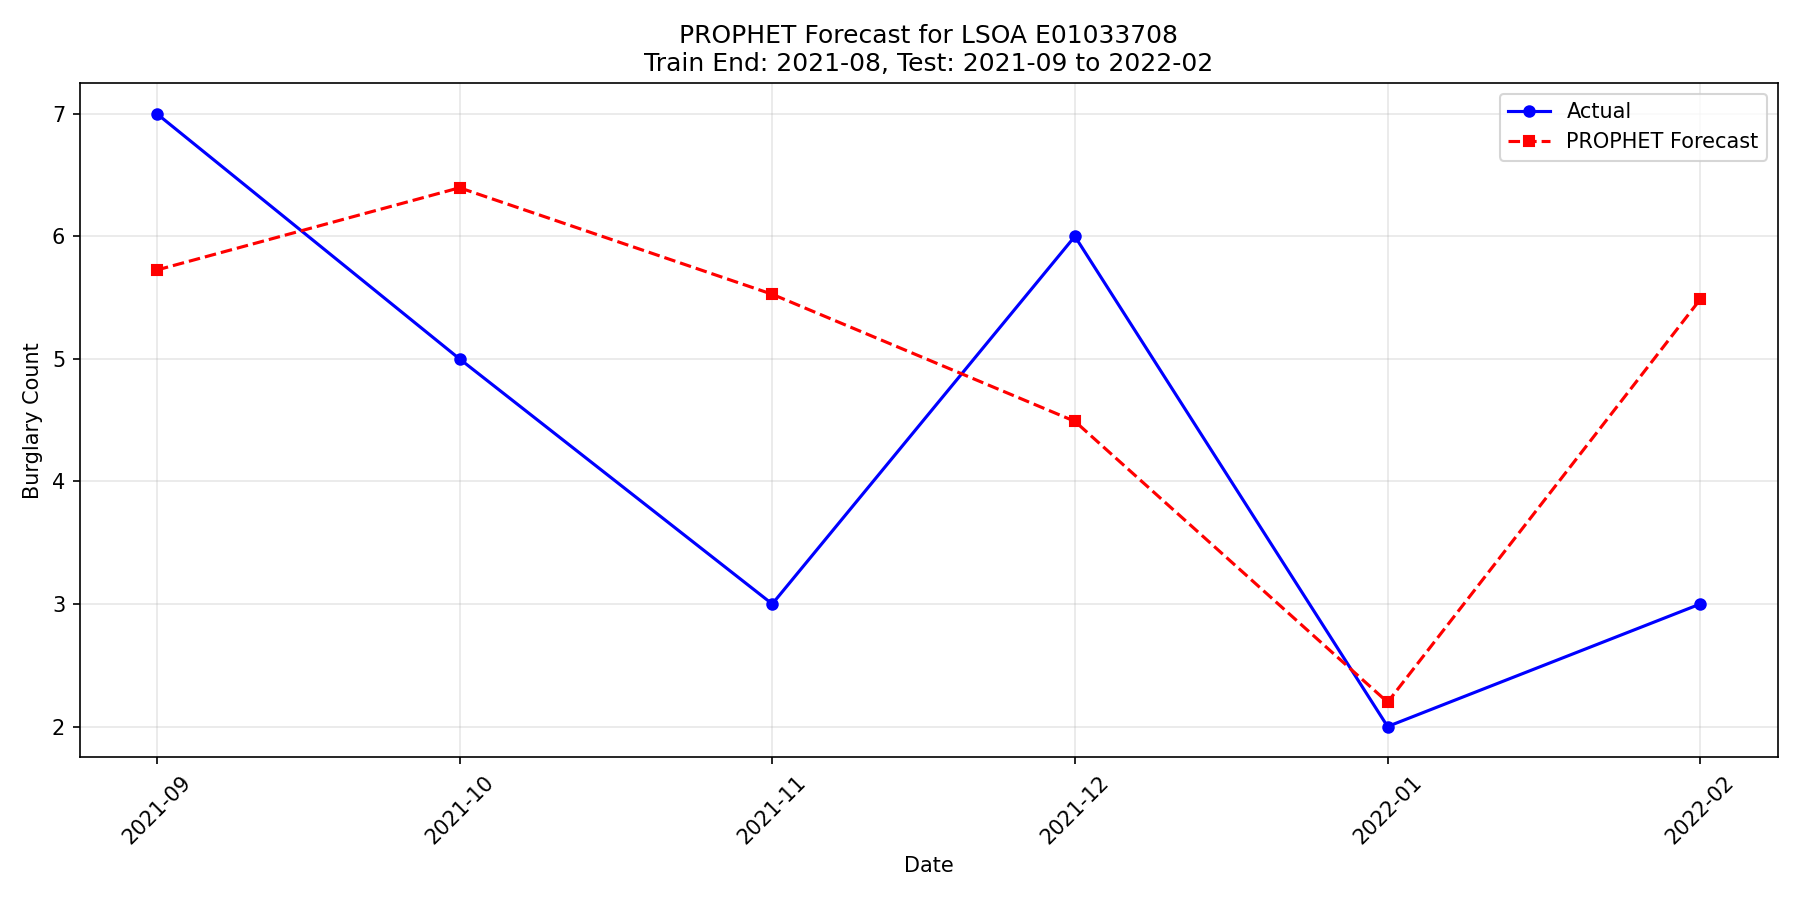 PROPHET Forecast for LSOA E01033708
Train End: 2021-08, Test: 2021-09 to 2022-02
Actual
PROPHET Forecast
Burglary Count
7
6
5
4
3
2
2021-09
2021-10
2021-11
2021-12
2022-01
2022-02
Date